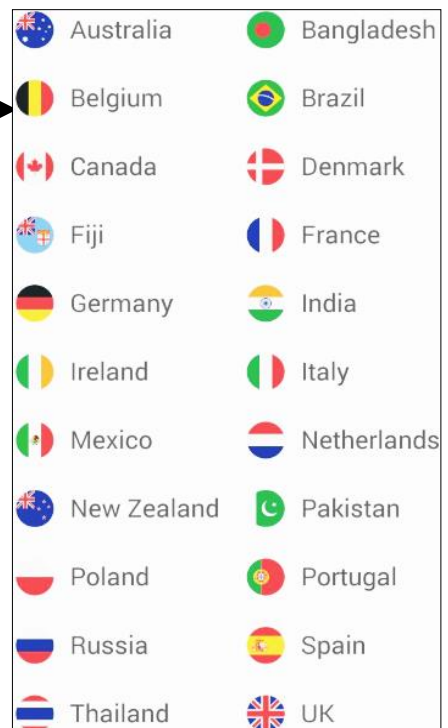 Australia Bangladesh
Belgium Brazil
Canada Denmark
Fiji France
Germany India
Ireland Italy
Mexico Netherlands
New Zealand Pakistan
Poland Portugal
Russia Spain
Thailand UK